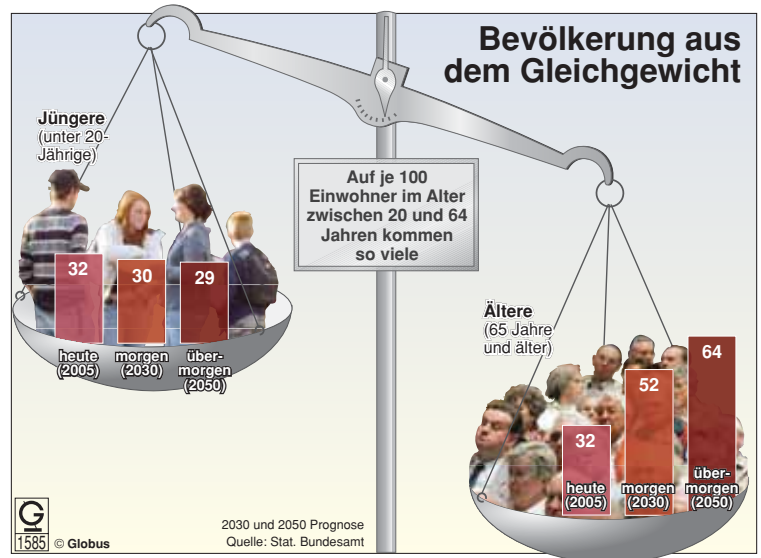 Bevölkerung aus
dem Gleichgewicht
Jüngere
(unter 20-
Jährige)
Auf je 100
Einwohner im Alter
zwischen 20 und 64
Jahren kommen
so viele
32
30
29
heute
(2005)
morgen
(2030)
über-
morgen
(2050)
Ältere
(65 Jahre
und älter)
32
52
64
heute
(2005)
morgen
(2030)
über-
morgen
(2050)
G
1585
© Globus
2030 und 2050 Prognose
Quelle: Stat. Bundesamt